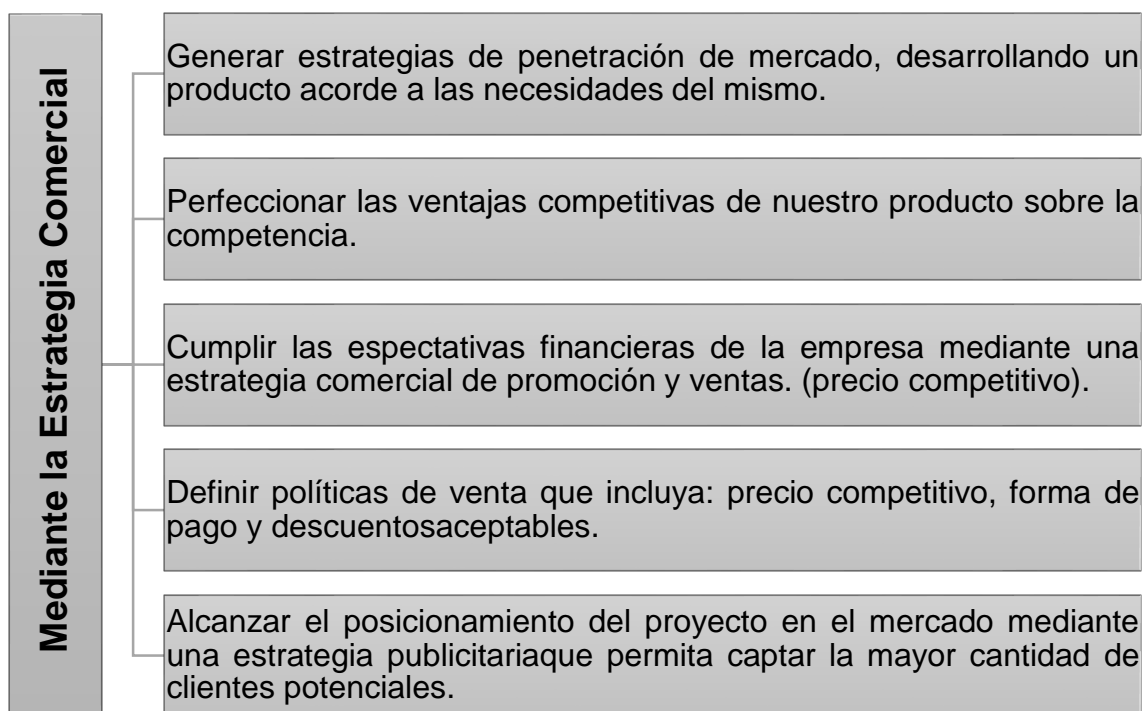 Mediante la Estrategia Comercial
Generar estrategias de penetración de mercado, desarrollando un
producto acorde a las necesidades del mismo.
Perfeccionar las ventajas competitivas de nuestro producto sobre la
competencia.
Cumplir las espectativas financieras de la empresa mediante una
estrategia comercial de promoción y ventas. (precio competitivo).
Definir políticas de venta que incluya: precio competitivo, forma de
pago y descuentosaceptables.
Alcanzar el posicionamiento del proyecto en el mercado mediante
una estrategia publicitariaque permita captar la mayor cantidad de
clientes potenciales.